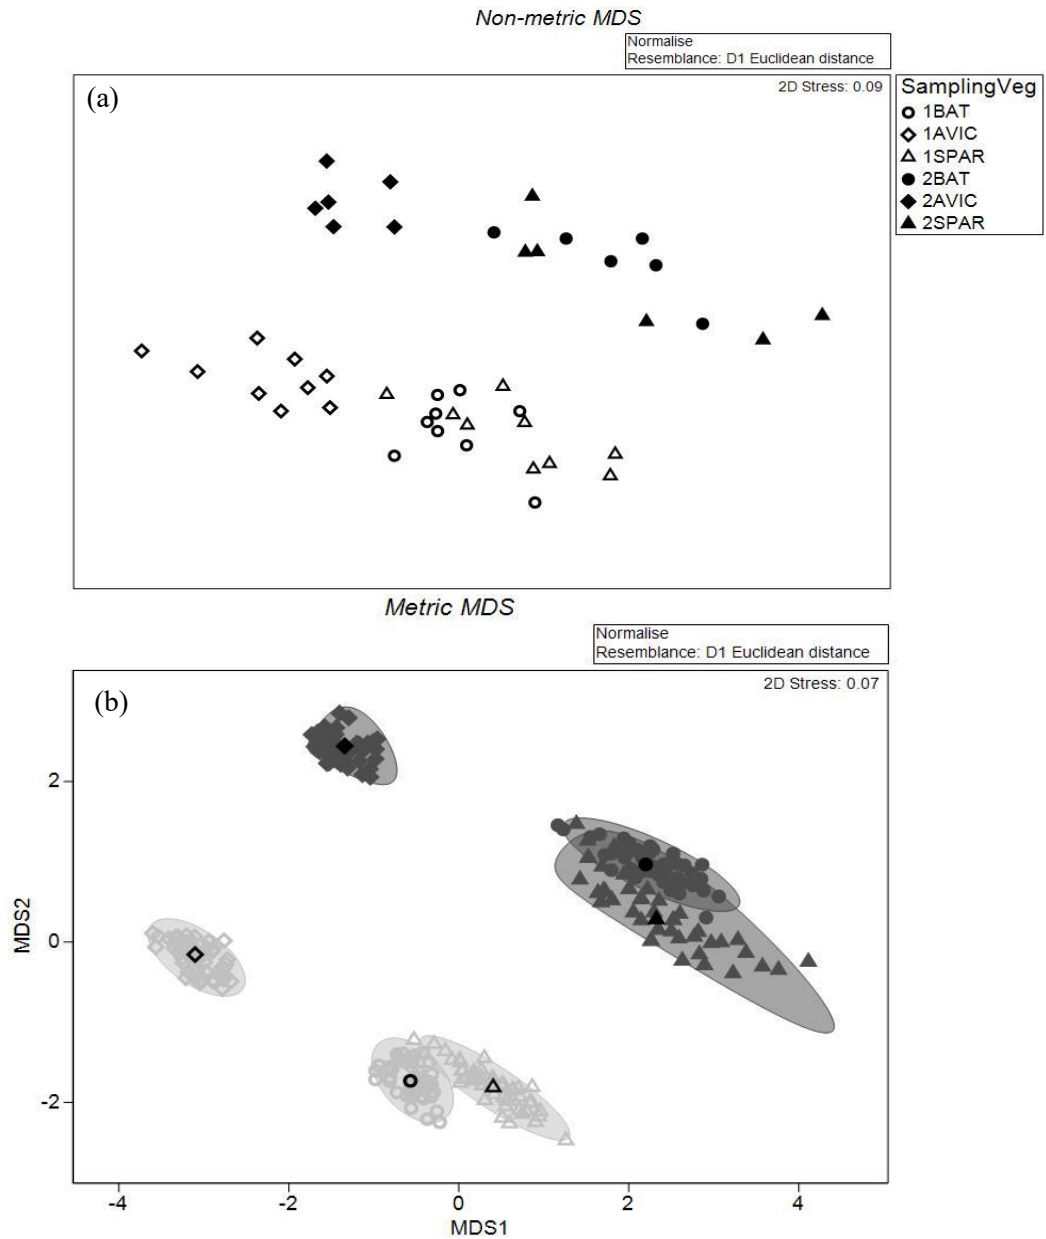 Non-metric MDS
Normalise
Resemblance: D1 Euclidean distance
(a)
2D Stress: 0.09
SamplingVeg
1BAT
1AVIC
1SPAR
2BAT
2AVIC
2SPAR
Metric MDS
Normalise
Resemblance: D1 Euclidean distance
(b)
2D Stress: 0.07
2
0
-2
MDS2
-4 -2 0 2 4
MDS1